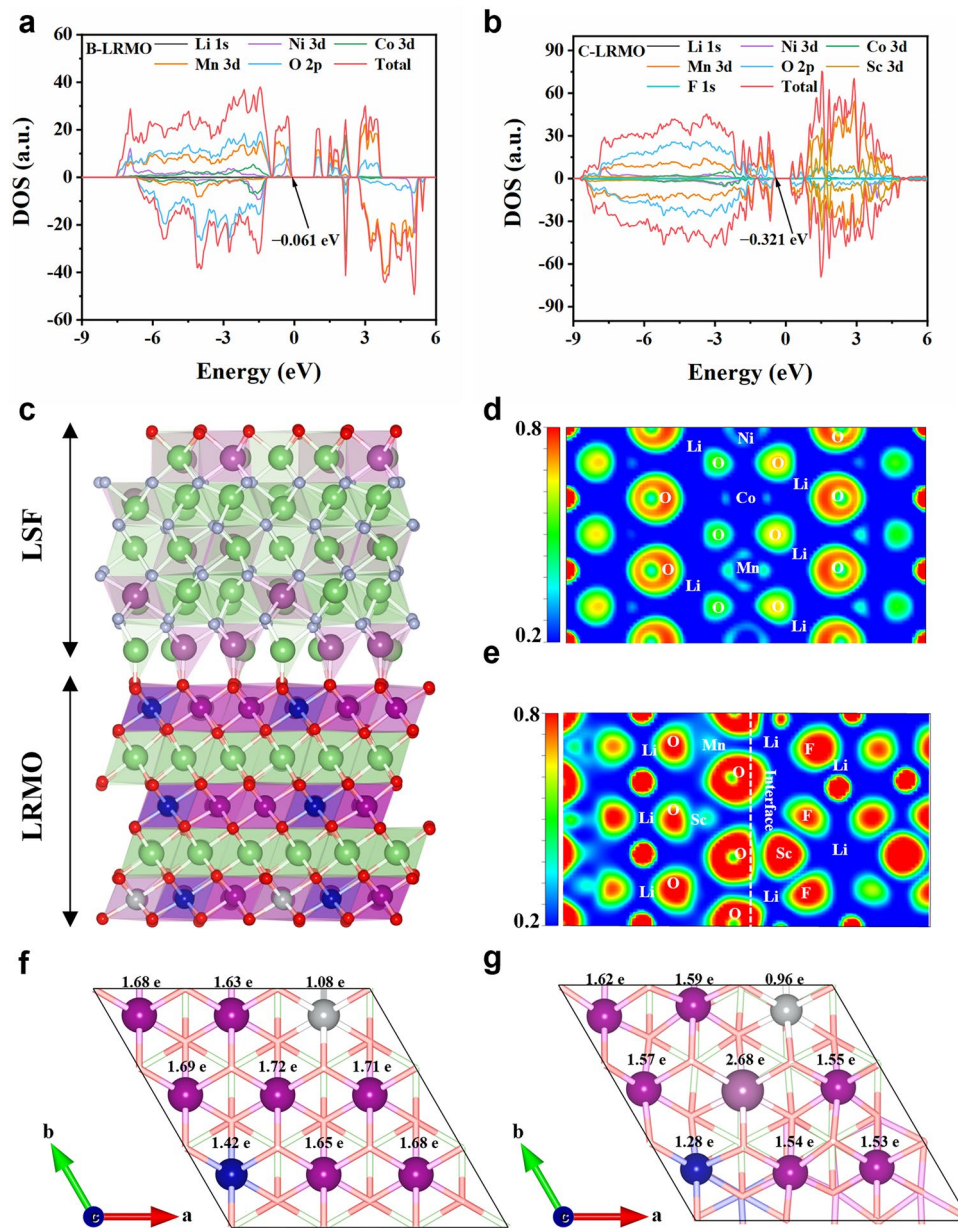 a
60
B-LRMO
Li 1s Ni 3d Co 3d
Mn 3d O 2p Total
40
20
0
-20
-40
-60
−0.061 eV
DOS (a.u.)
-9 -6 -3 0 3 6
Energy (eV)
b
90
C-LRMO
Li 1s Ni 3d Co 3d
Mn 3d O 2p Sc 3d
F 1s Total
60
30
0
-30
-60
-90
−0.321 eV
DOS (a.u.)
-9 -6 -3 0 3 6
Energy (eV)
c
LSF
LRMO
d
0.8
0.2
O Ni O
Li
O O
Li
O Co O
O O
Li
O Mn O
Li
O O
Li
e
0.8
0.2
Li O Mn Li F
Li
O
Interface
Li O Sc F
O Sc Li
Li O Li F
O
f
1.68 e 1.63 e 1.08 e
1.69 e 1.72 e 1.71 e
1.42 e 1.65 e 1.68 e
b
c
a
g
1.62 e 1.59 e 0.96 e
1.57 e 2.68 e 1.55 e
1.28 e 1.54 e 1.53 e
b
c
a